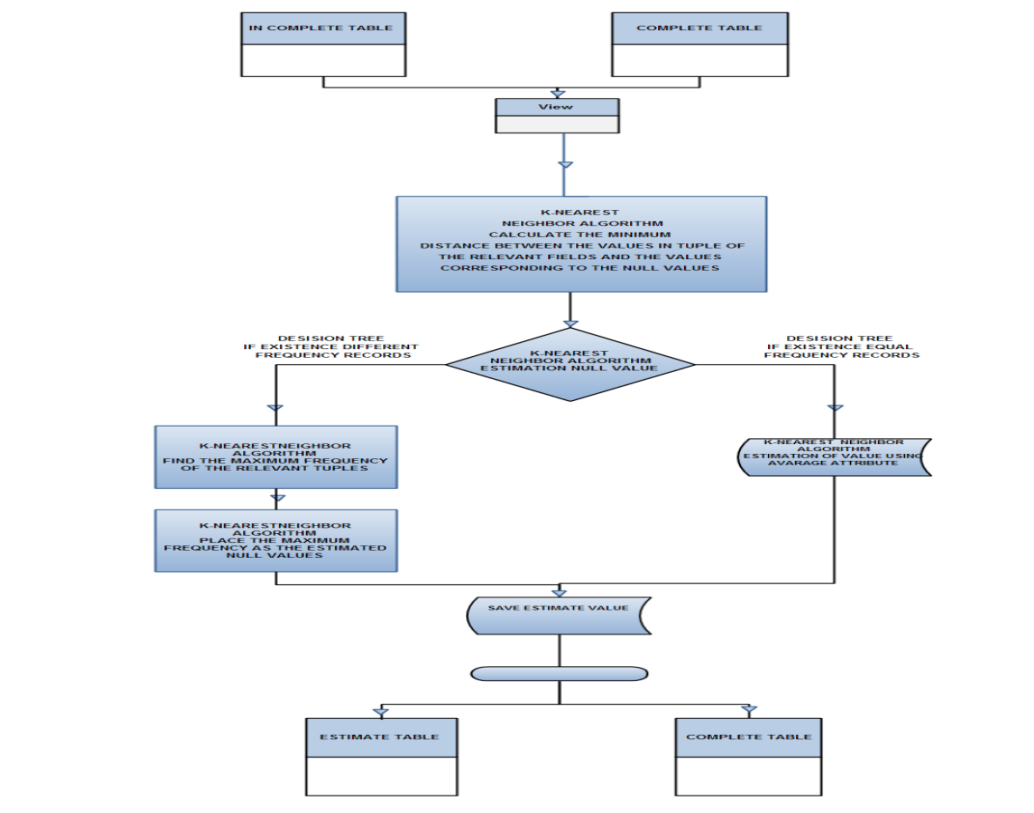 IN COMPLETE TABLE
COMPLETE TABLE
View
K-NEAREST
NEIGHBOR ALGORITHM
CALCULATE THE MINIMUM
DISTANCE BETWEEN THE VALUES IN TUPLE OF
THE RELEVANT FIELDS AND THE VALUES
CORRESPONDING TO THE NULL VALUES
DESISION TREE
IF EXISTENCE DIFFERENT
FREQUENCY RECORDS
K-NEAREST
NEIGHBOR ALGORITHM
ESTIMATION NULL VALUE
DESISION TREE
IF EXISTENCE EQUAL
FREQUENCY RECORDS
K-NEARESTNEIGHBOR
ALGORITHM
FIND THE MAXIMUM FREQUENCY
OF THE RELEVANT TUPLES
K-NEAREST NEIGHBOR
ALGORITHM
ESTIMATION OF VALUE USING
AVARAGE ATTRIBUTE
K-NEARESTNEIGHBOR
ALGORITHM
PLACE THE MAXIMUM
FREQUENCY AS THE ESTIMATED
NULL VALUES
SAVE ESTIMATE VALUE
ESTIMATE TABLE
COMPLETE TABLE